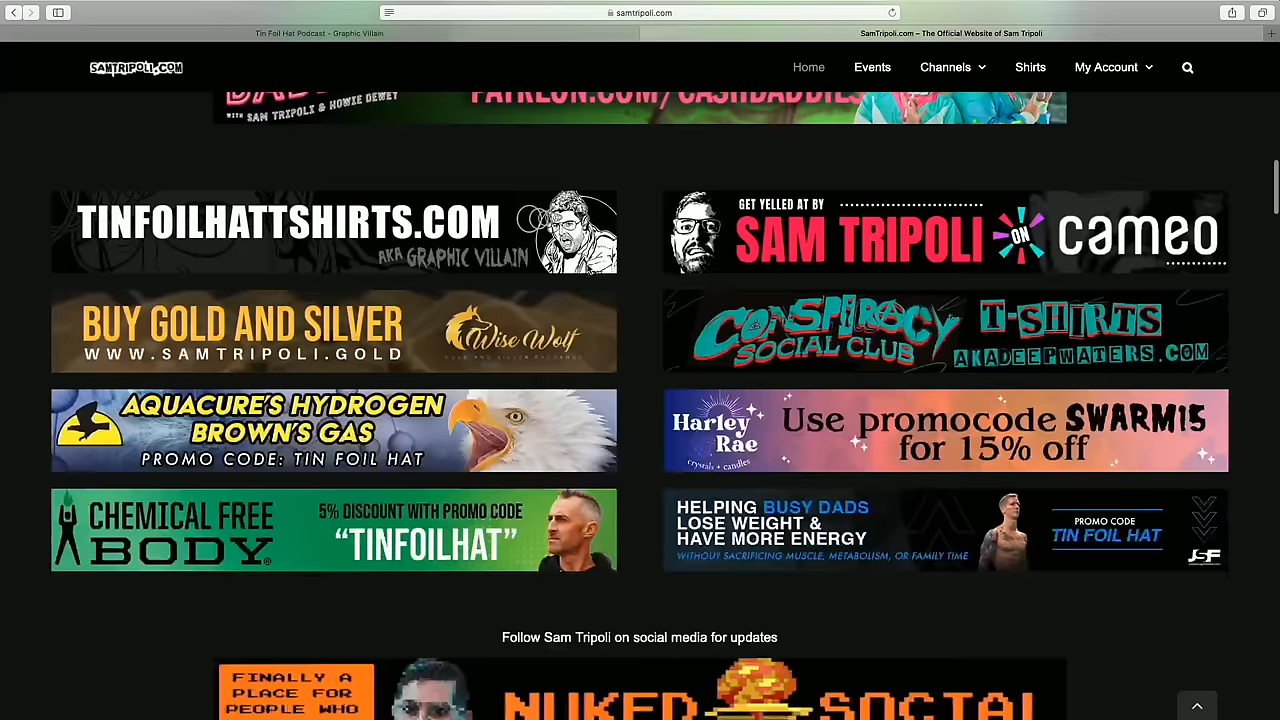 samtripoli.com
Tin Foil Hat Podcast - Graphic Villain
SamTripoli.com – The Official Website of Sam Tripoli
SAMTRIPOLI.COM
Home
Events
Channels
Shirts
My Account
WITH SAM TRIPOLI & HOWIE DEWEY
PATREON.COM/CASHDADDIES
TINFOILHATTSHIRTS.COM
AKA GRAPHIC VILLAIN
GET YELLED AT BY
SAM TRIPOLI ON cameo
BUY GOLD AND SILVER
WWW.SAMTRIPOLI.GOLD
Wise Wolf
GOLD AND SILVER EXCHANGE
CONSPIRACY
SOCIAL CLUB
T-SHIRTS
AKADEEPWATERS.COM
AQUACURE'S HYDROGEN
BROWN'S GAS
PROMO CODE: TIN FOIL HAT
Harley
Rae
crystals + candles
Use promocode SWARM15
for 15% off
CHEMICAL FREE
BODY®
5% DISCOUNT WITH PROMO CODE
“TINFOILHAT”
HELPING BUSY DADS
LOSE WEIGHT &
HAVE MORE ENERGY
WITHOUT SACRIFICING MUSCLE, METABOLISM, OR FAMILY TIME
PROMO CODE
TIN FOIL HAT
JSF
Follow Sam Tripoli on social media for updates
FINALLY A
PLACE FOR
PEOPLE WHO
NUKED SOCIAL